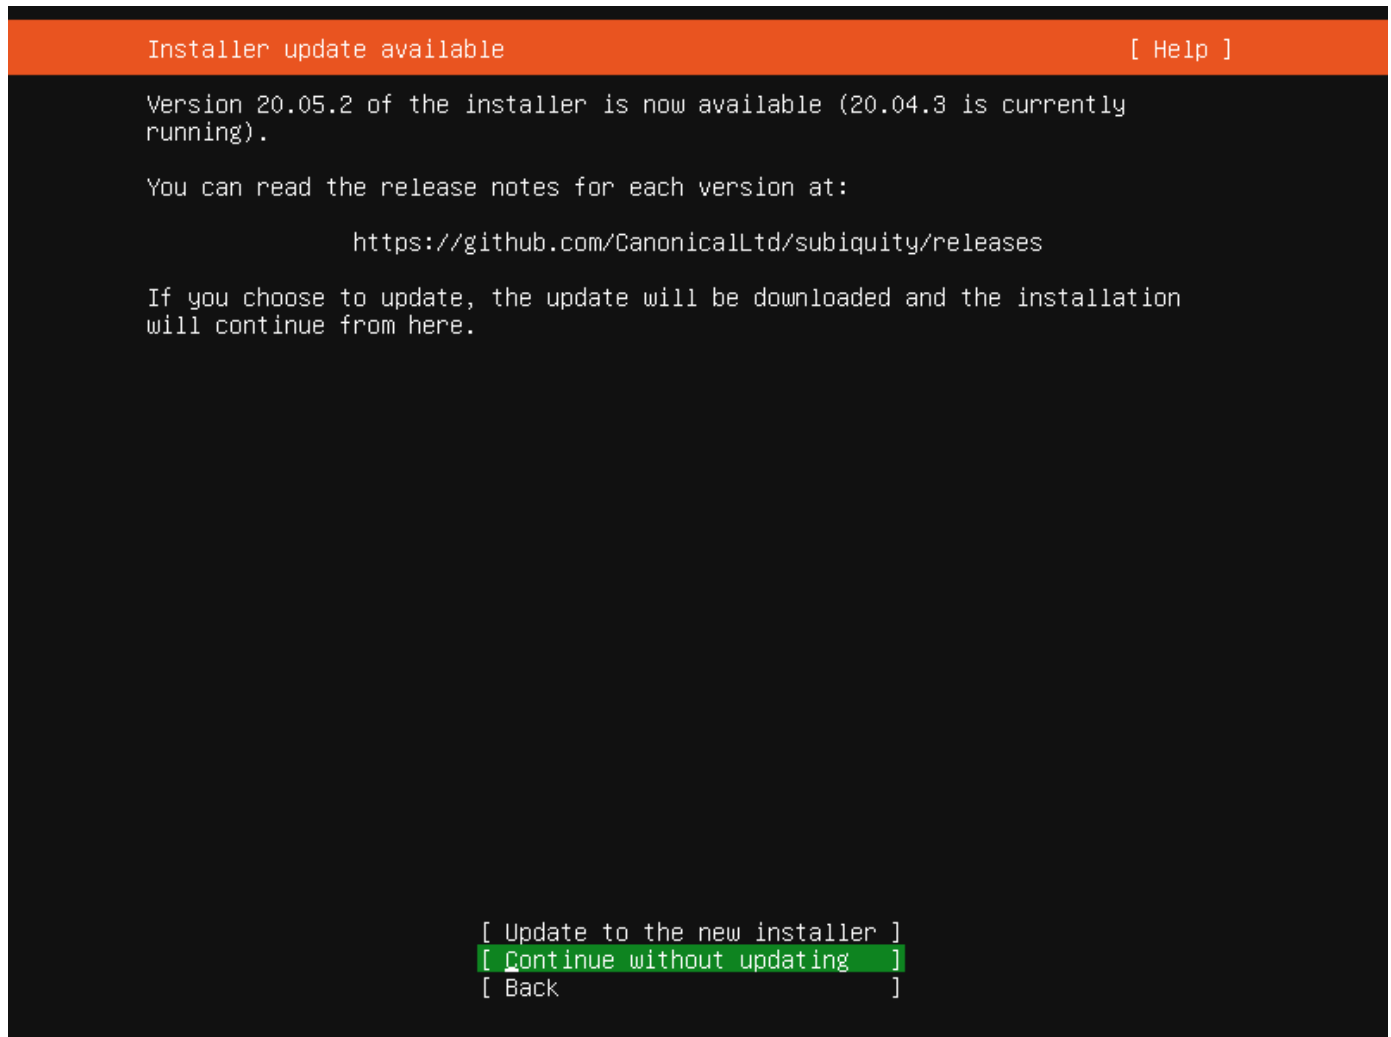 Installer update available [ Help ]
Version 20.05.2 of the installer is now available (20.04.3 is currently
running).
You can read the release notes for each version at:
https://github.com/CanonicalLtd/subiquity/releases
If you choose to update, the update will be downloaded and the installation
will continue from here.
[ Update to the new installer ]
[ Continue without updating ]
[ Back ]